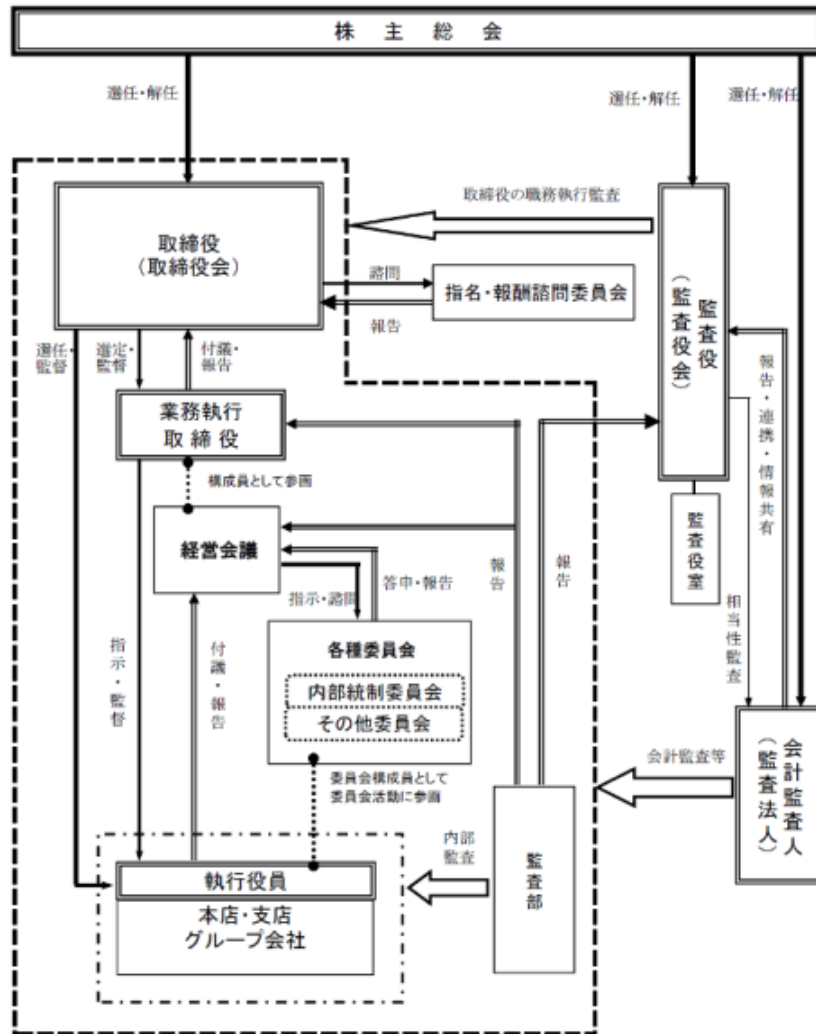 株 主 総 会
選任・解任
選任・解任
選任・解任
取締役の職務執行監査
取締役
（取締役会）
諮問
報告
指名・報酬諮問委員会
監査役
（監査役会）
選任・
監督
選定・
監督
付議・
報告
業務執行
取 締 役
構成員として参画
経営会議
指示・諮問
答申・報告
報告
報告
報告・連携・情報共有
監査役室
相当性監査
各種委員会
内部統制委員会
その他委員会
指示・監督
付議・報告
委員会構成員として
委員会活動に参画
会計監査等
会計監査人
（監査法人）
内部
監査
監査部
執行役員
本店・支店
グループ会社